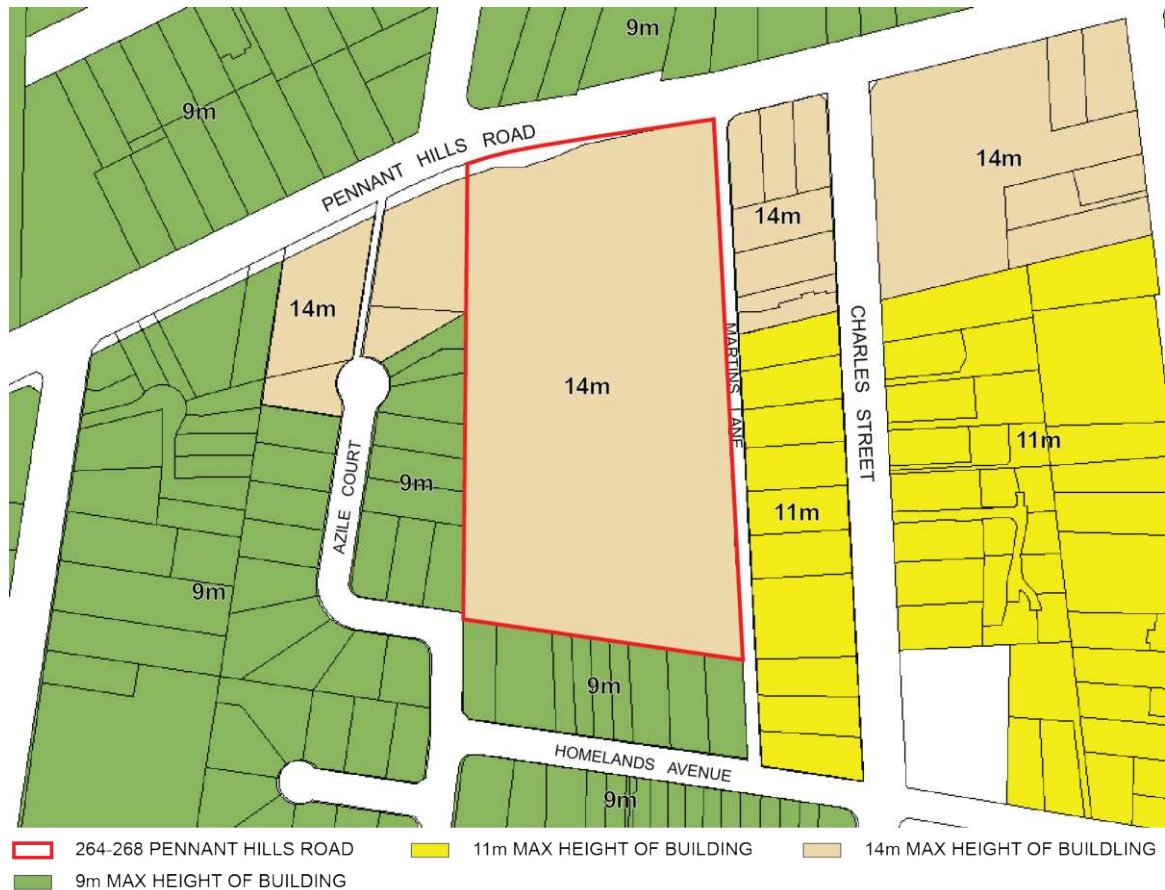 9m
9m
PENNANT HILLS ROAD
14m
14m
14m
14m
MARTINS LANE
CHARLES STREET
AZILE COURT
9m
11m
11m
9m
9m
HOMELANDS AVENUE
9m
264-268 PENNANT HILLS ROAD
11m MAX HEIGHT OF BUILDING
14m MAX HEIGHT OF BUILDLING
9m MAX HEIGHT OF BUILDING